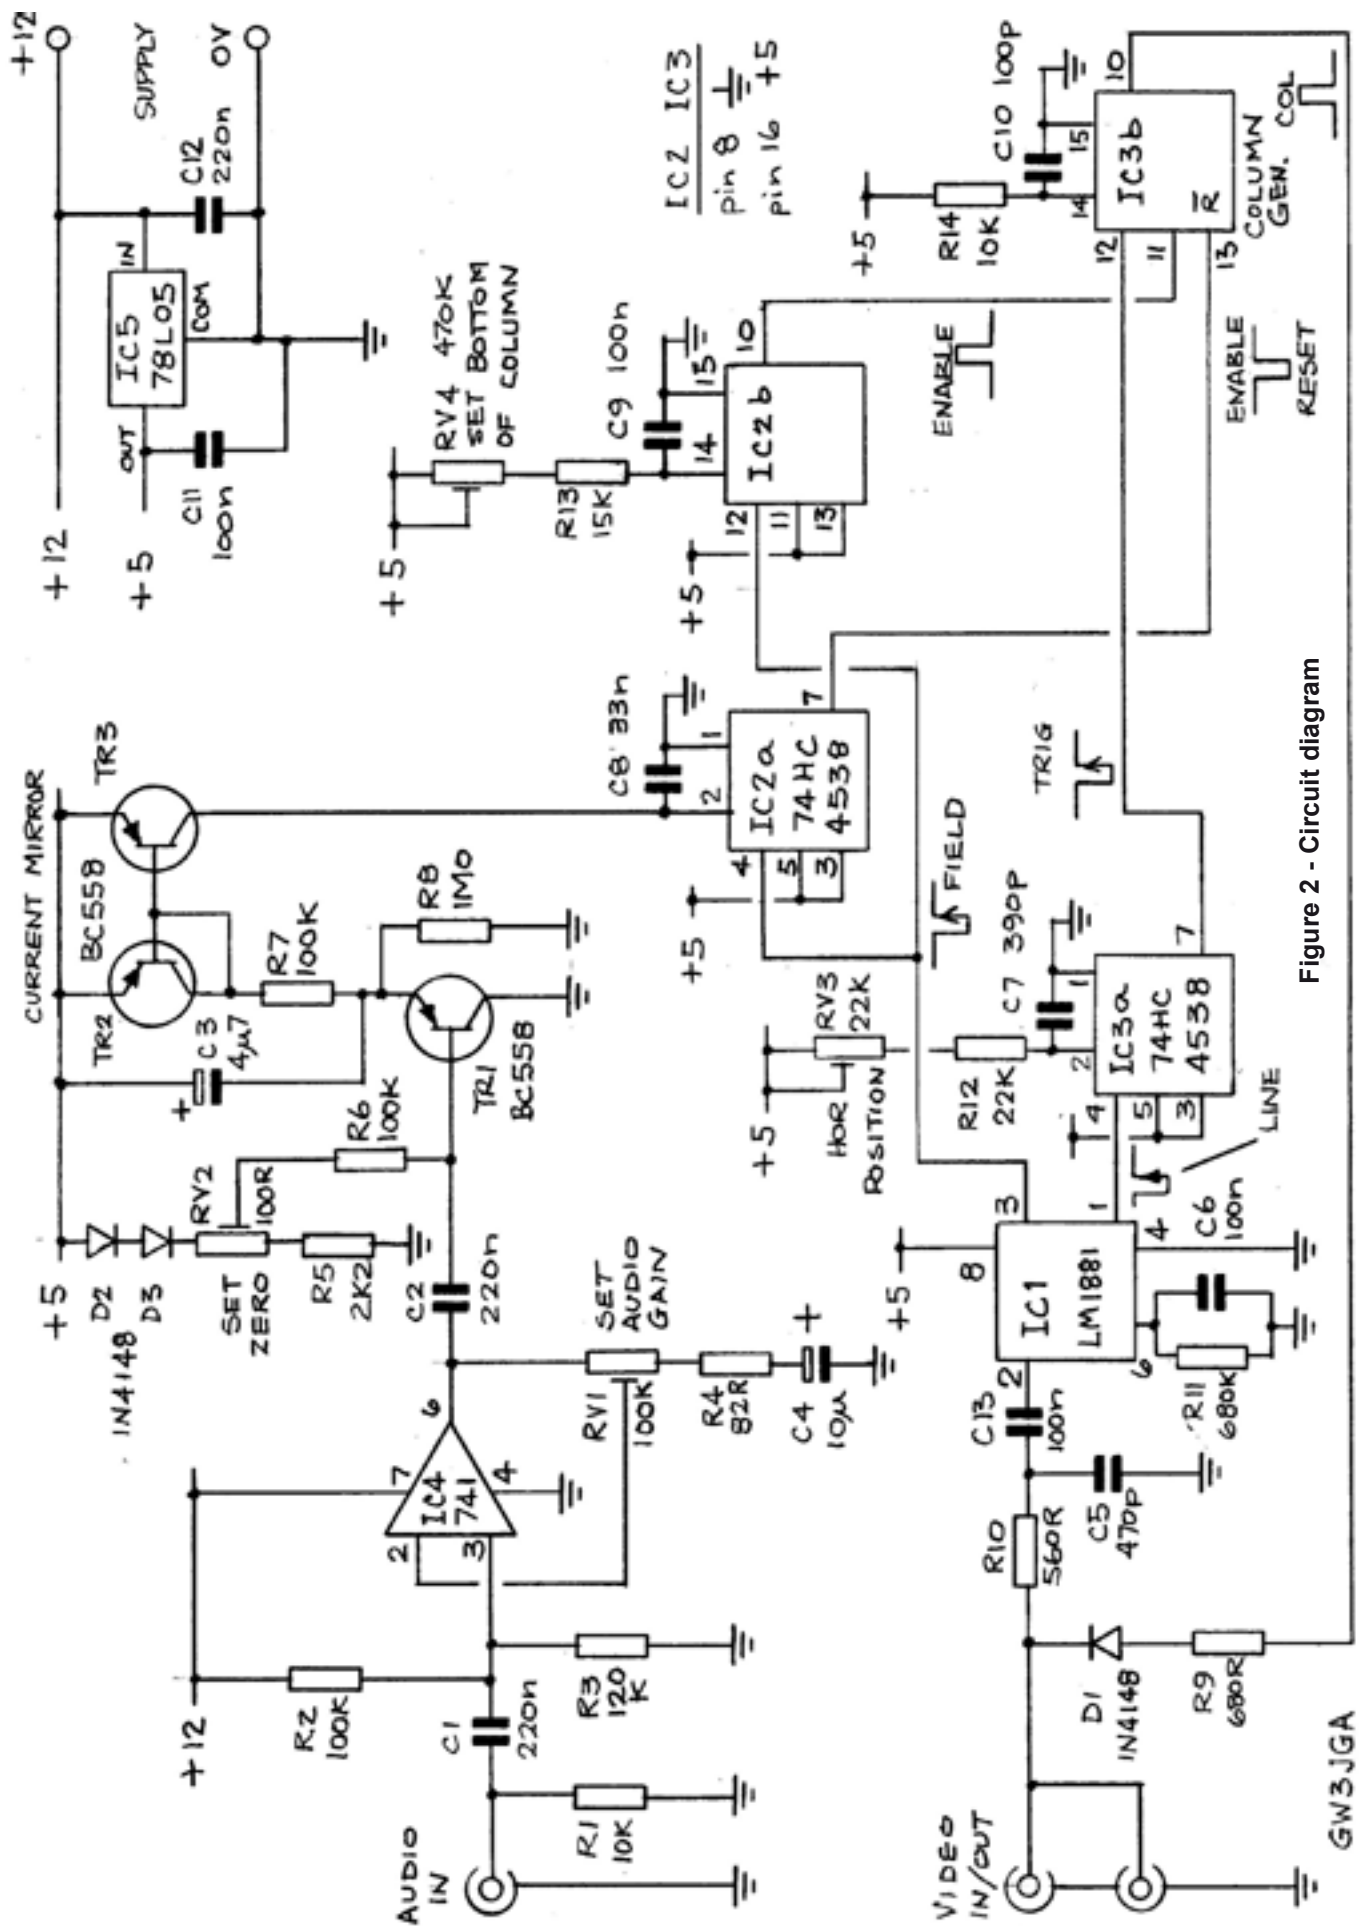 AUDIO
IN
R1
10K
C1
220n
R2
100K
R3
120
K
+12
2
3
7
4
6
IC4
741
RV1
100K
SET
AUDIO
GAIN
R4
82R
C4
10µ
+
C2
220n
+5
D2
D3
1N4148
SET
ZERO
RV2
100R
R5
2K2
R6
100K
C3
4µ7
+
TR1
BC558
R7
100K
R8
1M0
TR2
BC558
TR3
CURRENT MIRROR
+12
+5
C11
100n
OUT
IC5
78L05
IN
COM
C12
220n
SUPPLY
+12
0V
+5
RV4 470K
SET BOTTOM
OF COLUMN
R13
15K
C9 100n
14
15
10
12
11
13
IC2b
+5
IC2 IC3
pin 8
pin 16 +5
C8 33n
2
1
7
4
5
3
IC2a
74HC
4538
+5
FIELD
+5
HOR
POSITION
RV3
22K
R12
22K
C7 390p
2
1
7
4
5
3
IC3a
74HC
4538
LINE
TRIG
ENABLE
ENABLE
RESET
+5
R14
10K
C10 100p
14
15
10
12
11
13
IC3b
R̅
COLUMN
GEN.
COL
VIDEO
IN/OUT
D1
1N4148
R9
680R
R10
560R
C5
470p
C13
100n
+5
8
2
3
1
4
6
IC1
LM1881
R11
680K
C6
100n
GW3JGA
Figure 2 - Circuit diagram